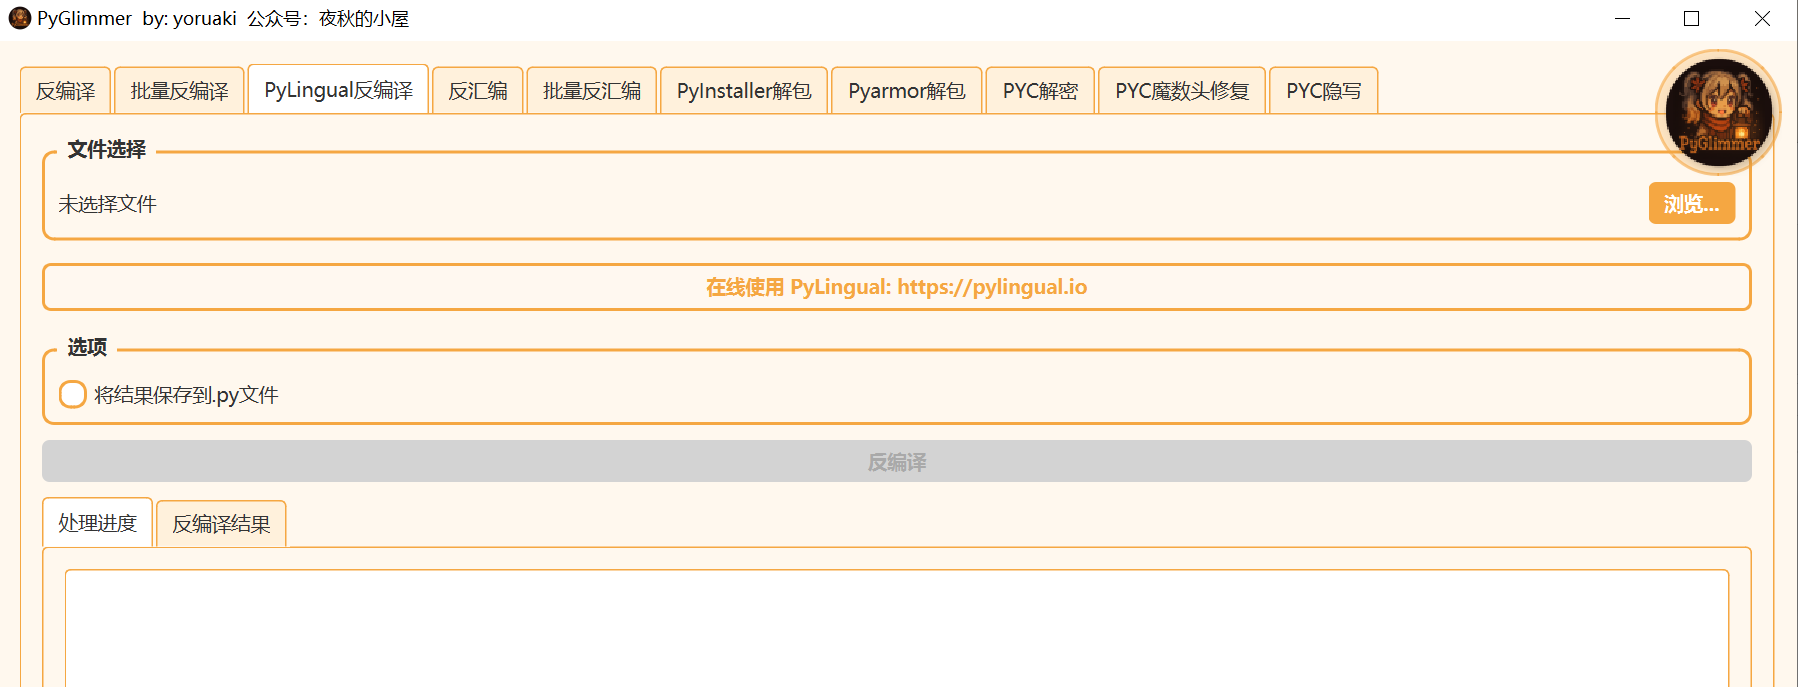 PyGlimmer by: yoruaki 公众号：夜秋的小屋
反编译 批量反编译 PyLingual反编译 反汇编 批量反汇编 PyInstaller解包 Pyarmor解包 PYC解密 PYC魔数头修复 PYC隐写
PyGlimmer
文件选择
未选择文件 浏览...
在线使用 PyLingual: https://pylingual.io
选项
将结果保存到.py文件
反编译
处理进度 反编译结果